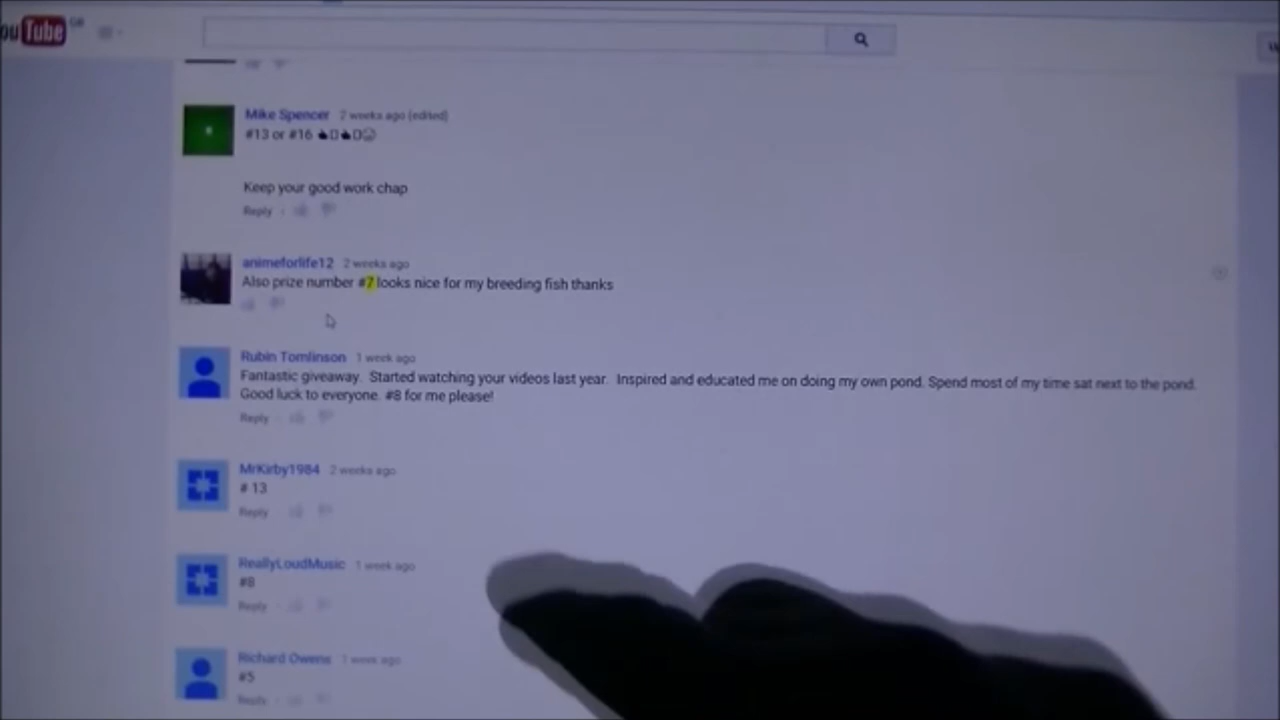 ou Tube GB
Mike Spencer 2 weeks ago (edited)
#13 or #16
Keep your good work chap
Reply
animeforlife12 2 weeks ago
Also prize number #7 looks nice for my breeding fish thanks
Rubin Tomlinson 1 week ago
Fantastic giveaway. Started watching your videos last year. Inspired and educated me on doing my own pond. Spend most of my time sat next to the pond.
Good luck to everyone. #8 for me please!
Reply
MrKirby1984 2 weeks ago
# 13
Reply
ReallyLoudMusic 1 week ago
#8
Reply
Richard Owens 1 week ago
#5
Reply